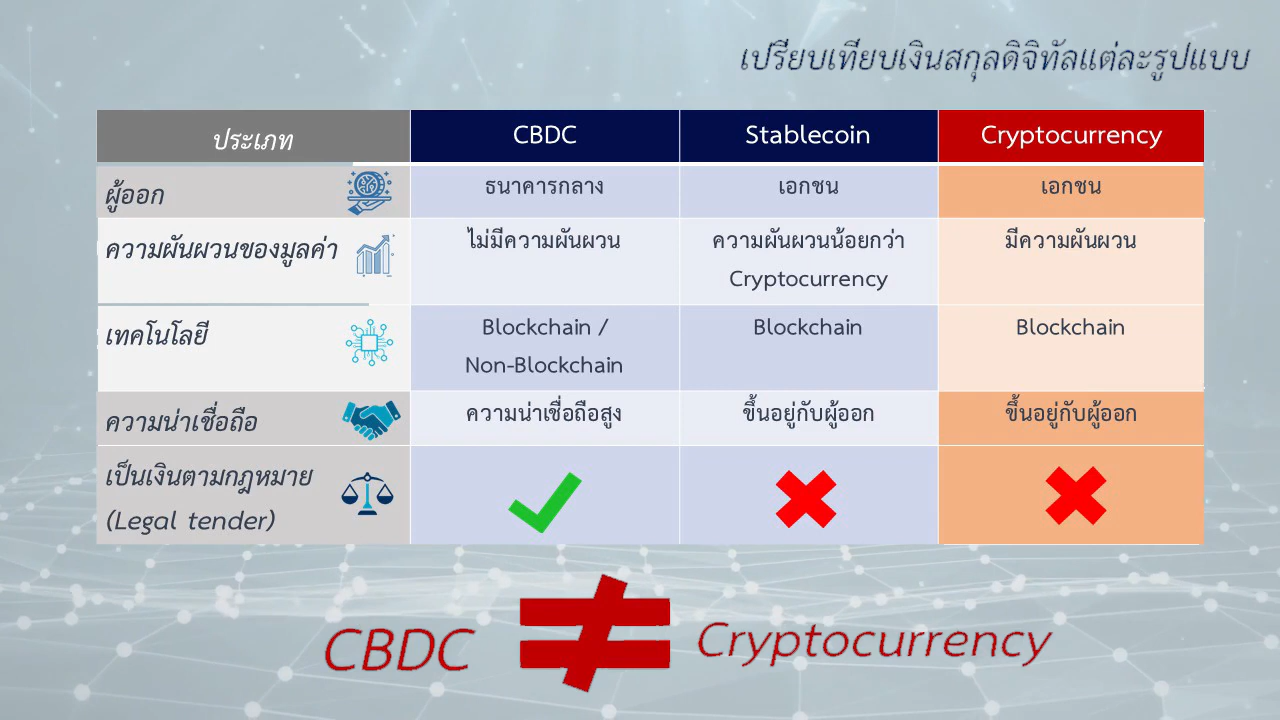 เปรียบเทียบเงินสกุลดิจิทัลแต่ละรูปแบบ
ประเภท CBDC Stablecoin Cryptocurrency
ผู้ออก ธนาคารกลาง เอกชน เอกชน
ความผันผวนของมูลค่า ไม่มีความผันผวน ความผันผวนน้อยกว่า มีความผันผวน
Cryptocurrency
เทคโนโลยี Blockchain / Blockchain Blockchain
Non-Blockchain
ความน่าเชื่อถือ ความน่าเชื่อถือสูง ขึ้นอยู่กับผู้ออก ขึ้นอยู่กับผู้ออก
เป็นเงินตามกฎหมาย
(Legal tender)
CBDC ≠ Cryptocurrency